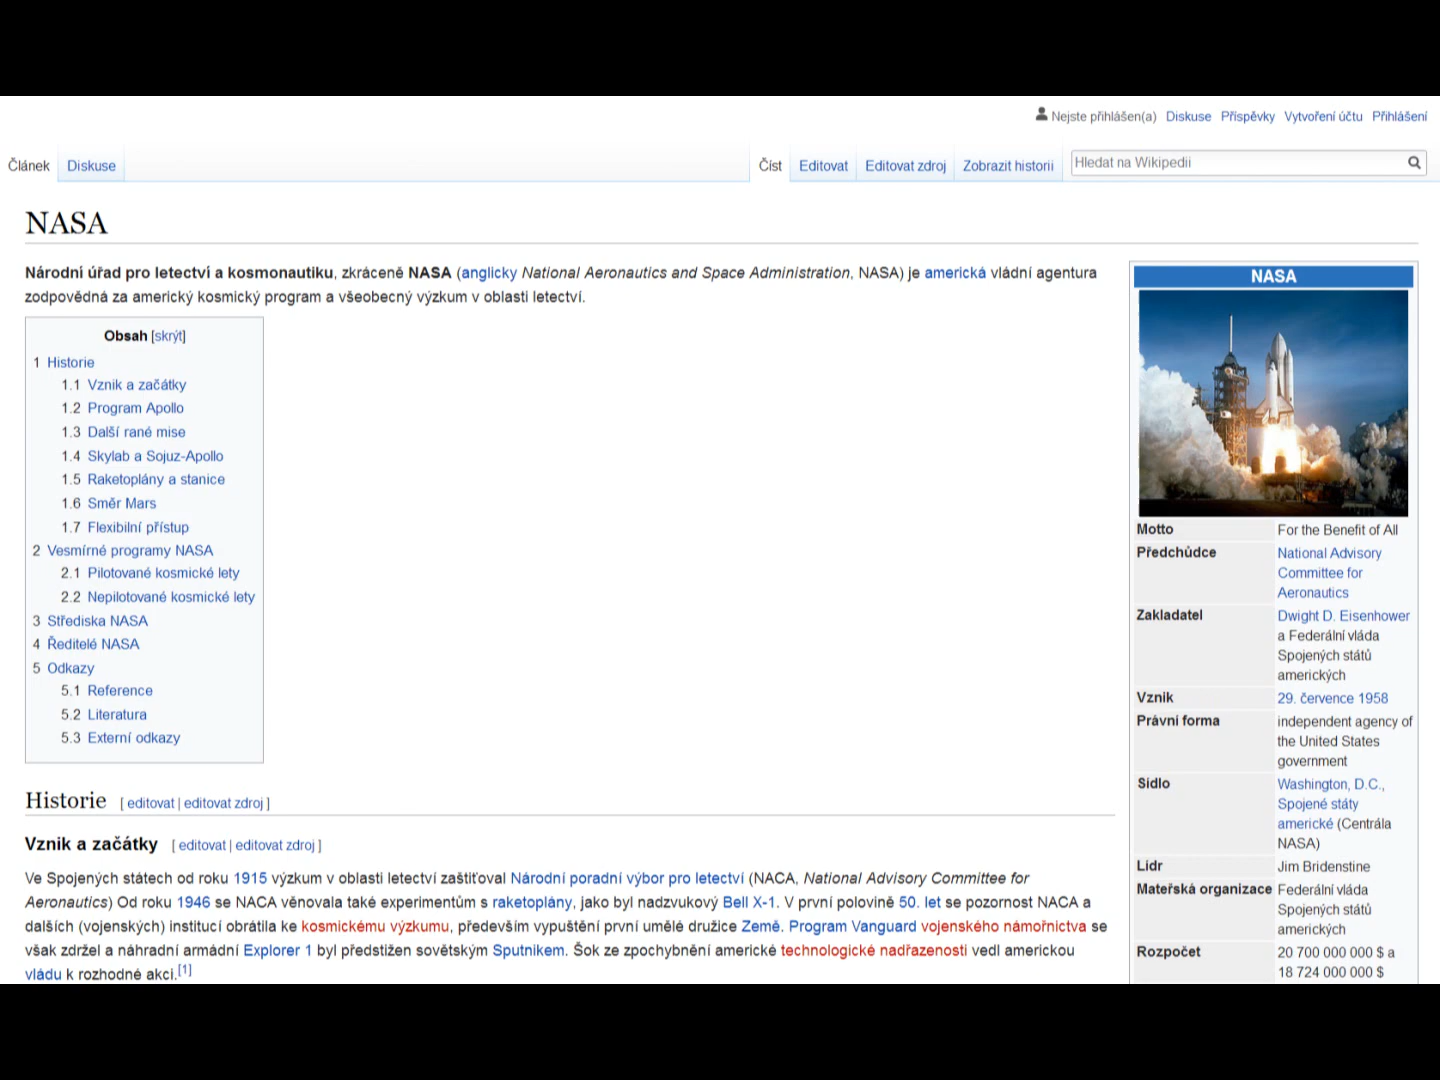 Nejste přihlášen(a) Diskuse Příspěvky Vytvoření účtu Přihlášení
Článek Diskuse Číst Editovat Editovat zdroj Zobrazit historii Hledat na Wikipedii
NASA
Národní úřad pro letectví a kosmonautiku, zkráceně NASA (anglicky National Aeronautics and Space Administration, NASA) je americká vládní agentura
zodpovědná za americký kosmický program a všeobecný výzkum v oblasti letectví.
Obsah [skrýt]
1 Historie
1.1 Vznik a začátky
1.2 Program Apollo
1.3 Další rané mise
1.4 Skylab a Sojuz-Apollo
1.5 Raketoplány a stanice
1.6 Směr Mars
1.7 Flexibilní přístup
2 Vesmírné programy NASA
2.1 Pilotované kosmické lety
2.2 Nepilotované kosmické lety
3 Střediska NASA
4 Ředitelé NASA
5 Odkazy
5.1 Reference
5.2 Literatura
5.3 Externí odkazy
Historie [ editovat | editovat zdroj ]
Vznik a začátky [ editovat | editovat zdroj ]
Ve Spojených státech od roku 1915 výzkum v oblasti letectví zaštiťoval Národní poradní výbor pro letectví (NACA, National Advisory Committee for
Aeronautics) Od roku 1946 se NACA věnovala také experimentům s raketoplány, jako byl nadzvukový Bell X-1. V první polovině 50. let se pozornost NACA a
dalších (vojenských) institucí obrátila ke kosmickému výzkumu, především vypuštění první umělé družice Země. Program Vanguard vojenského námořnictva se
však zdržel a náhradní armádní Explorer 1 byl předstižen sovětským Sputnikem. Šok ze zpochybnění americké technologické nadřazenosti vedl americkou
vládu k rozhodné akci.[1]
NASA
Motto For the Benefit of All
Předchůdce National Advisory
Committee for
Aeronautics
Zakladatel Dwight D. Eisenhower
a Federální vláda
Spojených států
amerických
Vznik 29. července 1958
Právní forma independent agency of
the United States
government
Sídlo Washington, D.C.,
Spojené státy
americké (Centrála
NASA)
Lídr Jim Bridenstine
Mateřská organizace Federální vláda
Spojených států
amerických
Rozpočet 20 700 000 000 $ a
18 724 000 000 $